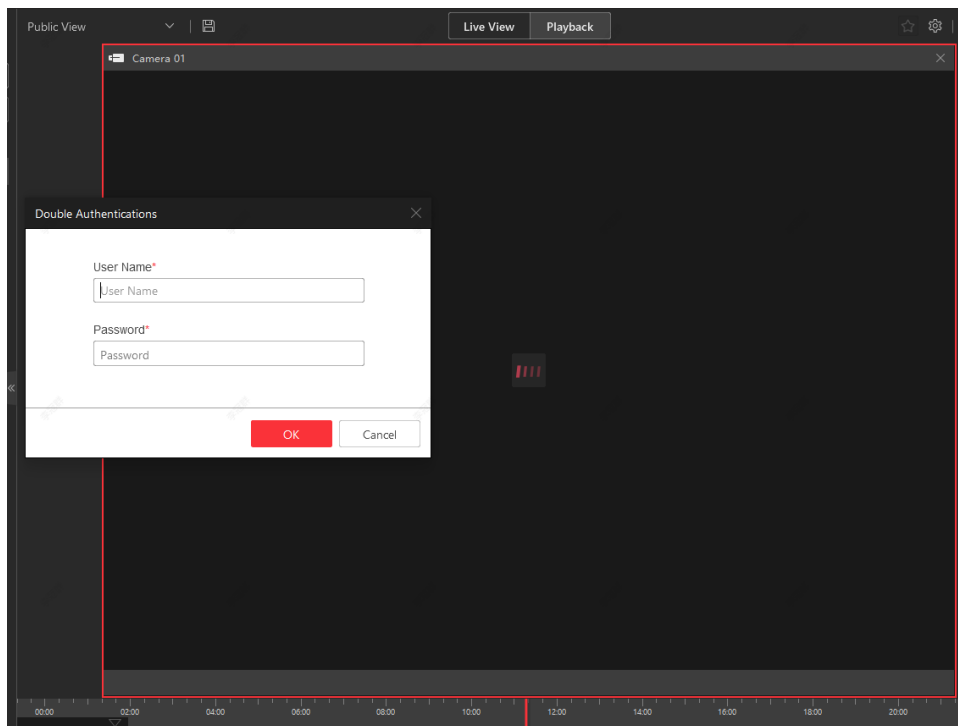 Public View
Live View
Playback
Camera 01
Double Authentications
User Name*
User Name
Password*
Password
OK
Cancel
00:00 02:00 04:00 06:00 08:00 10:00 12:00 14:00 16:00 18:00 20:00